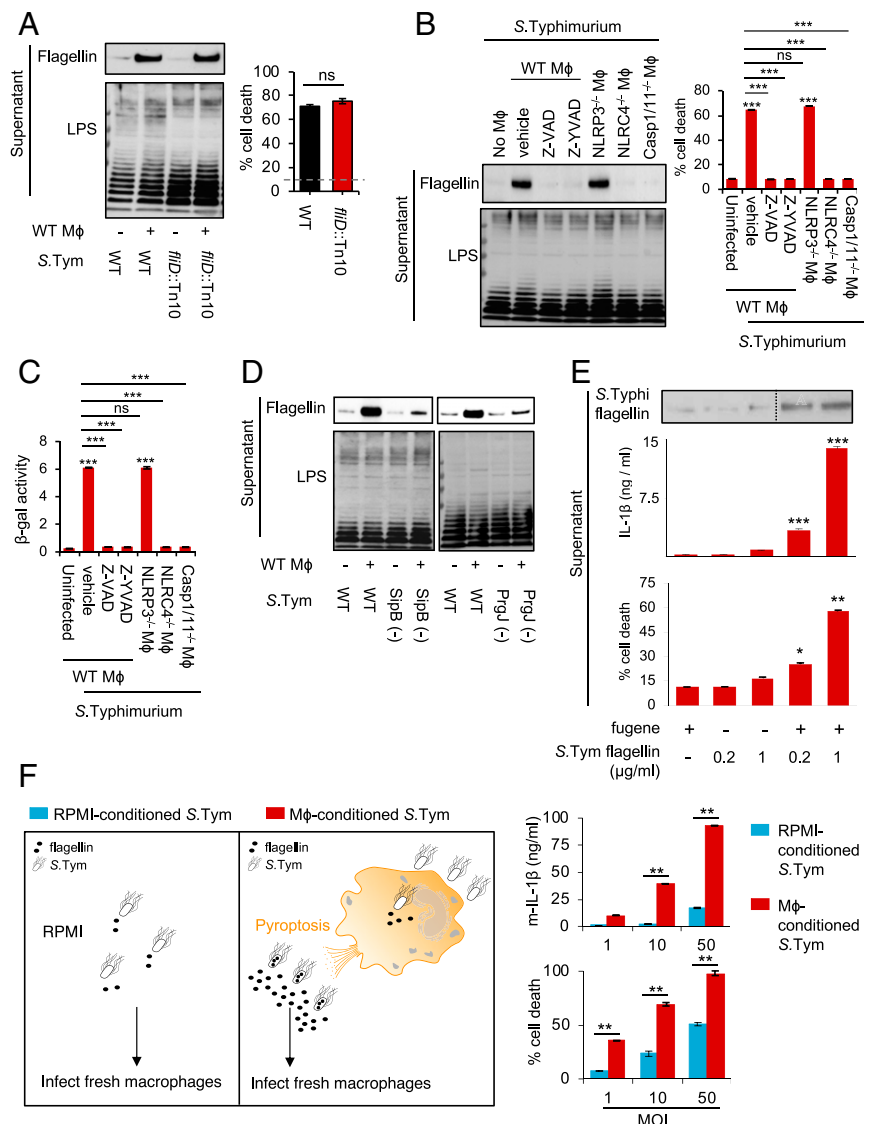 A
Supernatant
Flagellin
LPS
WT Mϕ - + - +
S.Tym WT WT fliD::Tn10 fliD::Tn10
ns
100
80
60
40
20
0
% cell death
WT fliD::Tn10
B
S.Typhimurium
WT Mϕ
No Mϕ vehicle Z-VAD Z-YVAD NLRP3-/- Mϕ NLRC4-/- Mϕ Casp1/11-/- Mϕ
Supernatant
Flagellin
LPS
***
***
ns
***
***
*** ***
80
60
40
20
0
% cell death
Uninfected vehicle Z-VAD Z-YVAD NLRP3-/- Mϕ NLRC4-/- Mϕ Casp1/11-/- Mϕ
WT Mϕ
S.Typhimurium
C
***
***
ns
***
***
*** ***
8
6
4
2
0
β-gal activity
Uninfected vehicle Z-VAD Z-YVAD NLRP3-/- Mϕ NLRC4-/- Mϕ Casp1/11-/- Mϕ
WT Mϕ
S.Typhimurium
D
Supernatant
Flagellin
LPS
WT Mϕ - + - + - + - +
S.Tym WT WT SipB (-) SipB (-) WT WT PrgJ (-) PrgJ (-)
E
Supernatant
S.Typhi
flagellin
15
7.5
IL-1β (ng / ml)
*** ***
75
60
45
30
15
0
% cell death
* **
fugene + - - + +
S.Tym flagellin - 0.2 1 0.2 1
(µg/ml)
F
RPMI-conditioned S.Tym Mϕ-conditioned S.Tym
flagellin
S.Tym
RPMI
Infect fresh macrophages
flagellin
S.Tym
Pyroptosis
Infect fresh macrophages
100
75
50
25
0
m-IL-1β (ng/ml)
** **
1 10 50
100
50
0
% cell death
** ** **
1 10 50
MOI
RPMI-
conditioned
S.Tym
Mϕ-
conditioned
S.Tym